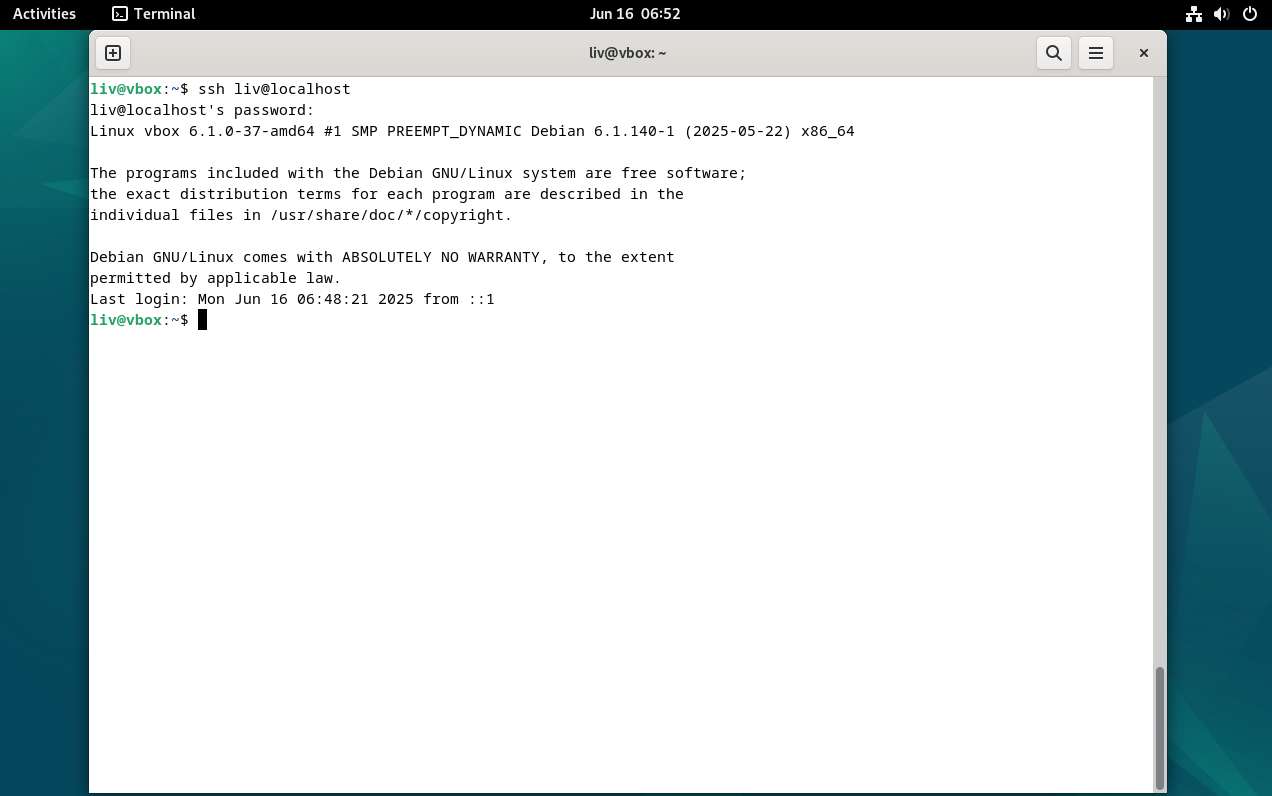 Activities Terminal Jun 16 06:52
liv@vbox: ~
liv@vbox:~$ ssh liv@localhost
liv@localhost's password:
Linux vbox 6.1.0-37-amd64 #1 SMP PREEMPT_DYNAMIC Debian 6.1.140-1 (2025-05-22) x86_64

The programs included with the Debian GNU/Linux system are free software;
the exact distribution terms for each program are described in the
individual files in /usr/share/doc/*/copyright.

Debian GNU/Linux comes with ABSOLUTELY NO WARRANTY, to the extent
permitted by applicable law.
Last login: Mon Jun 16 06:48:21 2025 from ::1
liv@vbox:~$